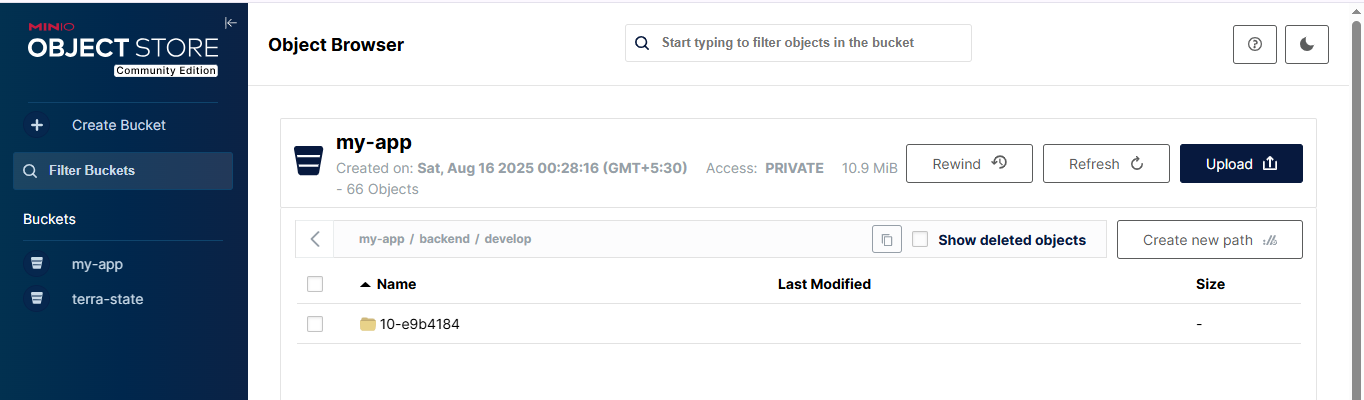 MINIO
OBJECT STORE
Community Edition
Create Bucket
Filter Buckets
Buckets
my-app
terra-state
Object Browser
Start typing to filter objects in the bucket
my-app
Created on: Sat, Aug 16 2025 00:28:16 (GMT+5:30) Access: PRIVATE 10.9 MiB
- 66 Objects
Rewind
Refresh
Upload
my-app / backend / develop
Show deleted objects
Create new path
Name Last Modified Size
10-e9b4184 -